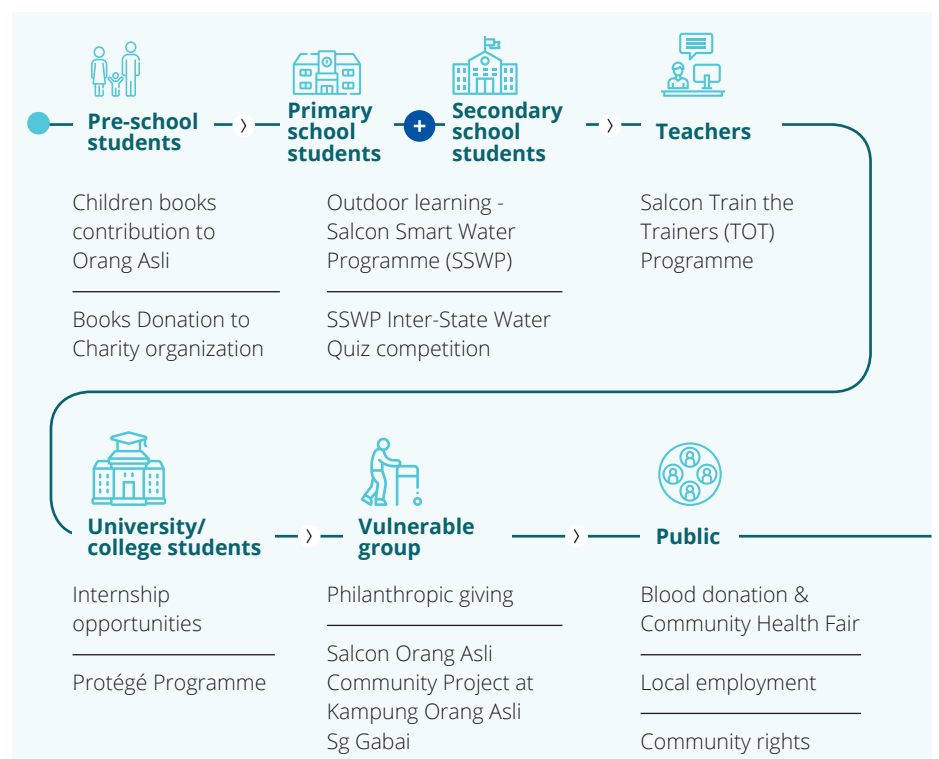 Pre-school
students
Primary
school
students
+
Secondary
school
students
Teachers
Children books
contribution to
Orang Asli
Books Donation to
Charity organization
Outdoor learning -
Salcon Smart Water
Programme (SSWP)
SSWP Inter-State Water
Quiz competition
Salcon Train the
Trainers (TOT)
Programme
University/
college students
Vulnerable
group
Public
Internship
opportunities
Protégé Programme
Philanthropic giving
Salcon Orang Asli
Community Project at
Kampung Orang Asli
Sg Gabai
Blood donation &
Community Health Fair
Local employment
Community rights